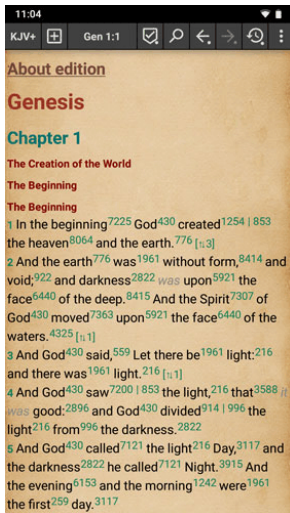 11:04
KJV+ Gen 1:1
About edition
Genesis
Chapter 1
The Creation of the World
The Beginning
The Beginning
1 In the beginning7225 God430 created1254 | 853
the heaven8064 and the earth.776 [↑↓3]
2 And the earth776 was1961 without form,8414 and
void;922 and darkness2822 was upon5921 the
face6440 of the deep.8415 And the Spirit7307 of
God430 moved7363 upon5921 the face6440 of the
waters.4325 [↑↓1]
3 And God430 said,559 Let there be1961 light:216
and there was1961 light.216 [↑↓1]
4 And God430 saw7200 | 853 the light,216 that3588 it
was good:2896 and God430 divided914 | 996 the
light216 from996 the darkness.2822
5 And God430 called7121 the light216 Day,3117 and
the darkness2822 he called7121 Night.3915 And
the evening6153 and the morning1242 were1961
the first259 day.3117